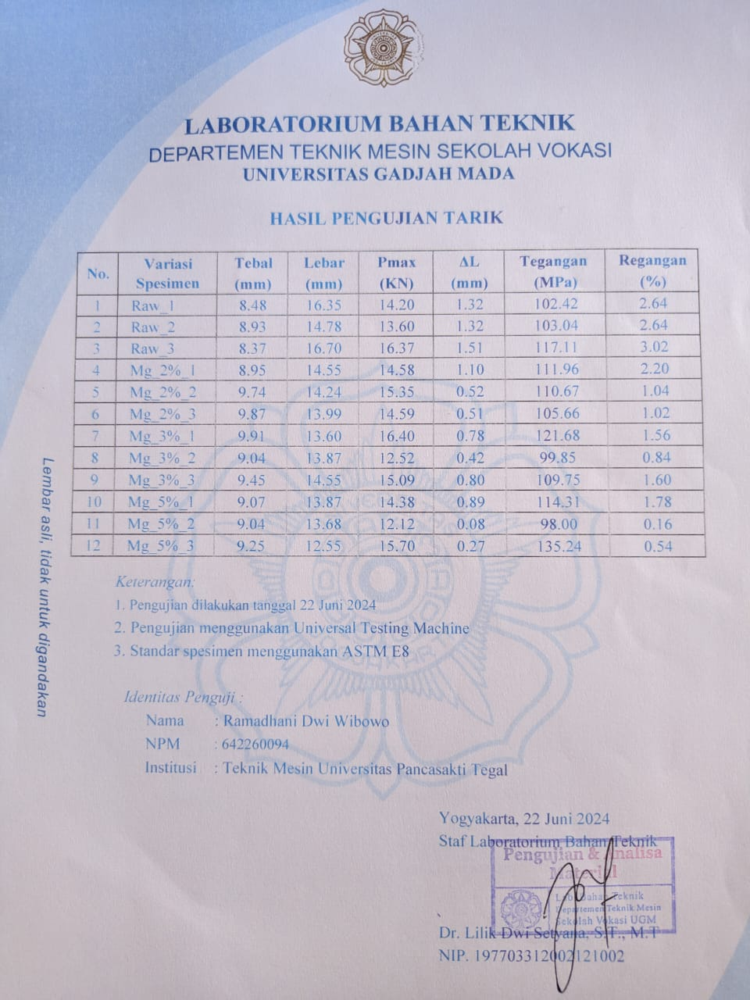 LABORATORIUM BAHAN TEKNIK
DEPARTEMEN TEKNIK MESIN SEKOLAH VOKASI
UNIVERSITAS GADJAH MADA
HASIL PENGUJIAN TARIK
No. Variasi Spesimen Tebal (mm) Lebar (mm) Pmax (KN) ΔL (mm) Tegangan (MPa) Regangan (%)
1 Raw_1 8.48 16.35 14.20 1.32 102.42 2.64
2 Raw_2 8.93 14.78 13.60 1.32 103.04 2.64
3 Raw_3 8.37 16.70 16.37 1.51 117.11 3.02
4 Mg_2%_1 8.95 14.55 14.58 1.10 111.96 2.20
5 Mg_2%_2 9.74 14.24 15.35 0.52 110.67 1.04
6 Mg_2%_3 9.87 13.99 14.59 0.51 105.66 1.02
7 Mg_3%_1 9.91 13.60 16.40 0.78 121.68 1.56
8 Mg_3%_2 9.04 13.87 12.52 0.42 99.85 0.84
9 Mg_3%_3 9.45 14.55 15.09 0.80 109.75 1.60
10 Mg_5%_1 9.07 13.87 14.38 0.89 114.31 1.78
11 Mg_5%_2 9.04 13.68 12.12 0.08 98.00 0.16
12 Mg_5%_3 9.25 12.55 15.70 0.27 135.24 0.54
Lembar asli, tidak untuk digandakan
Keterangan:
1. Pengujian dilakukan tanggal 22 Juni 2024
2. Pengujian menggunakan Universal Testing Machine
3. Standar spesimen menggunakan ASTM E8
Identitas Penguji :
Nama : Ramadhani Dwi Wibowo
NPM : 642260094
Institusi : Teknik Mesin Universitas Pancasakti Tegal
Yogyakarta, 22 Juni 2024
Staf Laboratorium Bahan Teknik
Pengujian & Analisa
Material
Lab. Bahan Teknik
Departemen Teknik Mesin
Sekolah Vokasi UGM
Dr. Lilik Dwi Setyana, S.T., M.T
NIP. 197703312002121002